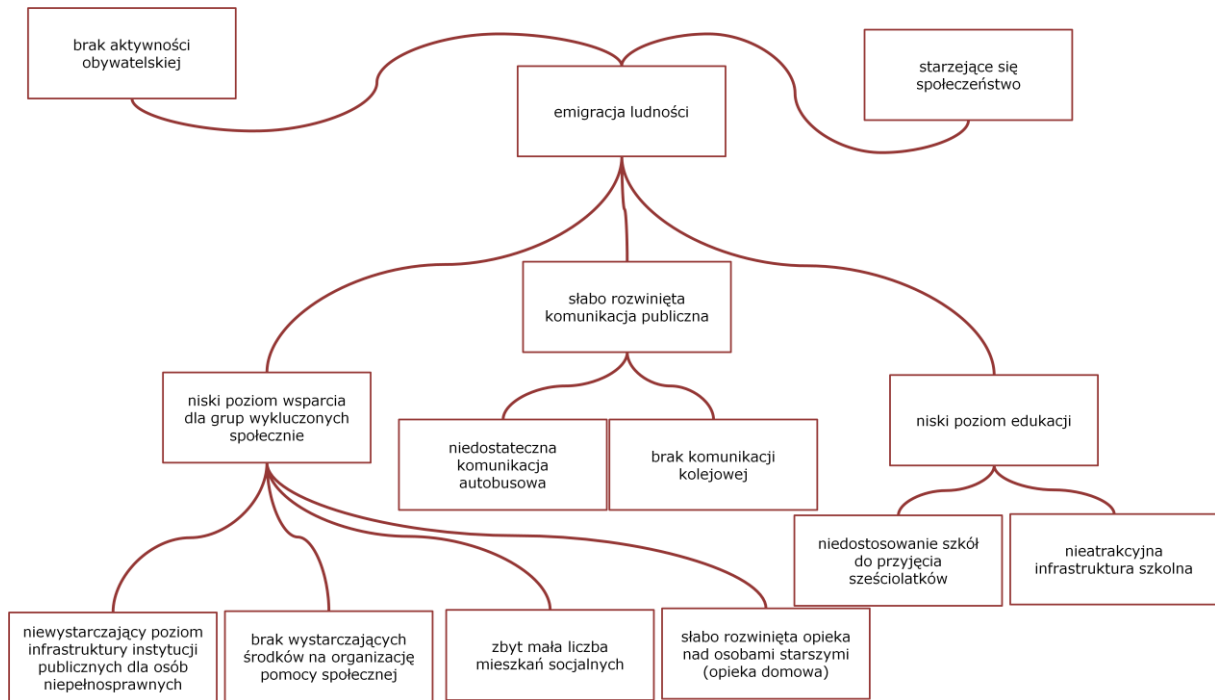 brak aktywności
obywatelskiej
starzejące się
społeczeństwo
emigracja ludności
słabo rozwinięta
komunikacja publiczna
niski poziom wsparcia
dla grup wykluczonych
społecznie
niedostateczna
komunikacja
autobusowa
brak komunikacji
kolejowej
niski poziom edukacji
niedostosowanie szkół
do przyjęcia
sześciolatków
nieatrakcyjna
infrastruktura szkolna
niewystarczający poziom
infrastruktury instytucji
publicznych dla osób
niepełnosprawnych
brak wystarczających
środków na organizację
pomocy społecznej
zbyt mała liczba
mieszkań socjalnych
słabo rozwinięta opieka
nad osobami starszymi
(opieka domowa)